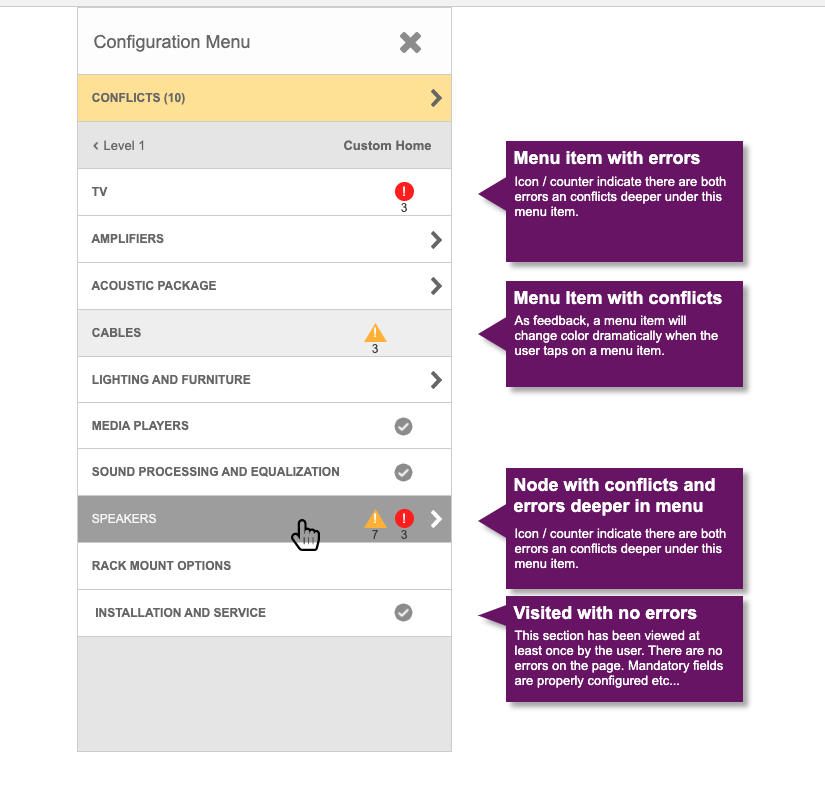 Configuration Menu
CONFLICTS (10)
Level 1 Custom Home
TV
3
AMPLIFIERS
ACOUSTIC PACKAGE
CABLES
3
LIGHTING AND FURNITURE
MEDIA PLAYERS
SOUND PROCESSING AND EQUALIZATION
SPEAKERS
7 3
RACK MOUNT OPTIONS
INSTALLATION AND SERVICE
Menu item with errors
Icon / counter indicate there are both
errors an conflicts deeper under this
menu item.
Menu Item with conflicts
As feedback, a menu item will
change color dramatically when the
user taps on a menu item.
Node with conflicts and
errors deeper in menu
Icon / counter indicate there are both
errors an conflicts deeper under this
menu item.
Visited with no errors
This section has been viewed at
least once by the user. There are no
errors on the page. Mandatory fields
are properly configured etc...